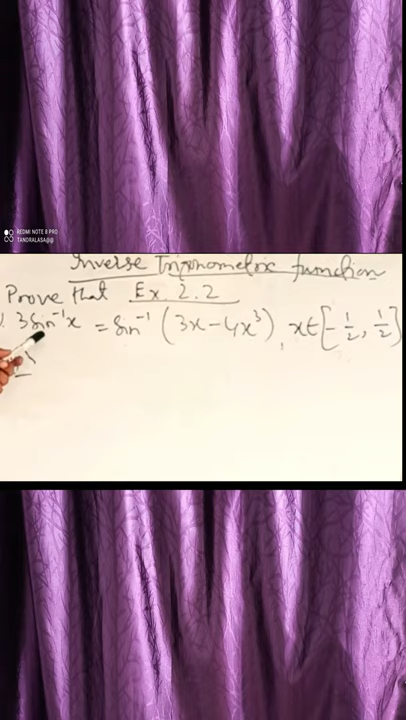 REDMI NOTE 8 PRO
TANDRALASA@@
Inverse Trigonometric function
Prove that Ex 2.2
1. 3sin⁻¹x = sin⁻¹ (3x – 4x³), x∈[-1/2, 1/2]